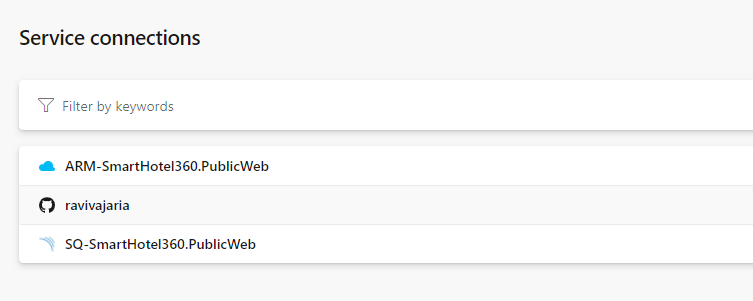 Service connections
Filter by keywords
ARM-SmartHotel360.PublicWeb
ravivajaria
SQ-SmartHotel360.PublicWeb